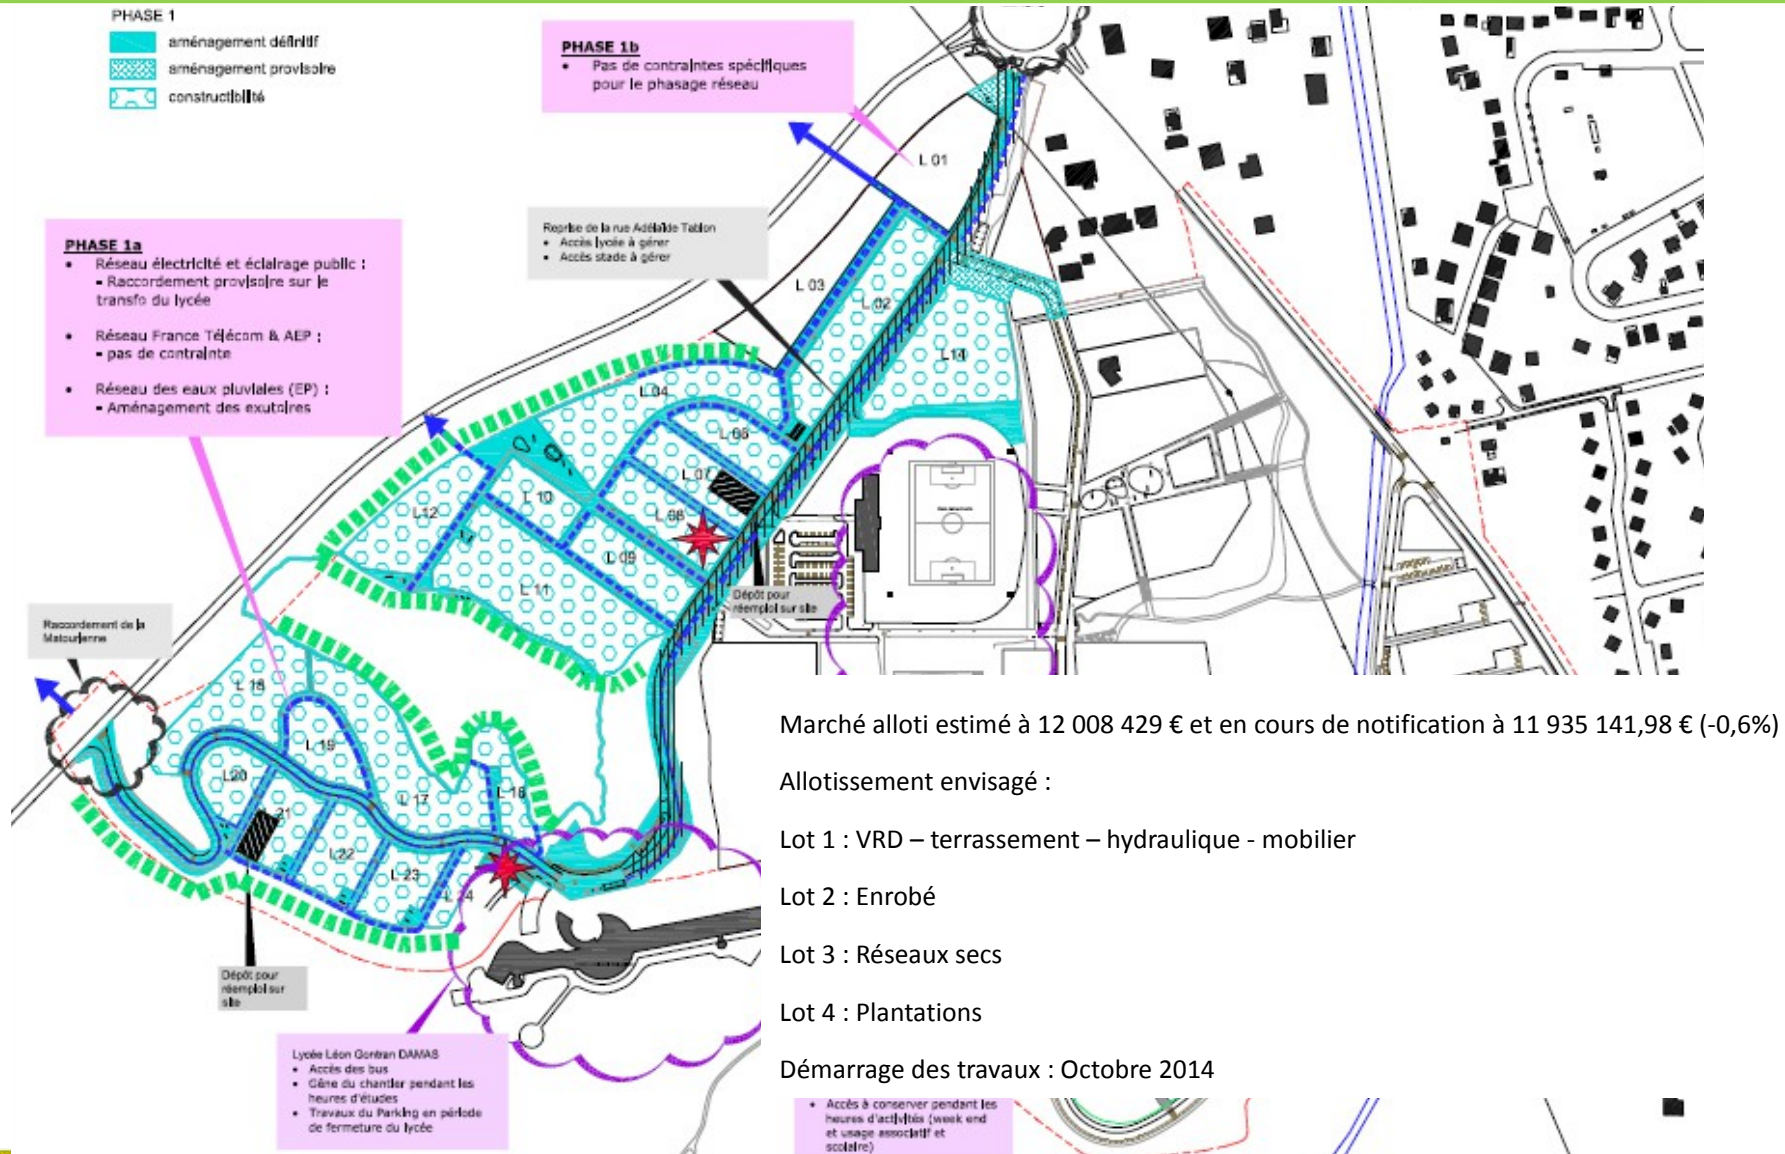 PHASE 1
aménagement définitif
aménagement provisoire
constructibilité
PHASE 1b
• Pas de contraintes spécifiques
pour le phasage réseau
PHASE 1a
• Réseau électricité et éclairage public :
- Raccordement provisoire sur le
transfo du lycée
• Réseau France Télécom & AEP :
- pas de contrainte
• Réseau des eaux pluviales (EP) :
- Aménagement des exutoires
Reprise de la rue Adélaïde Tablon
• Accès lycée à gérer
• Accès stade à gérer
L 01
L 03
L 02
L14
L 04
L 07
L 10
L12
L 09
L 11
Dépôt pour
réemploi sur site
Raccordement de la
Matourienne
L 18
L 19
L20
L 17
L 16
21
L22
L 23
L 24
Dépôt pour
réemploi sur
site
Lycée Léon Gontran DAMAS
• Accès des bus
• Gêne du chantier pendant les
heures d'études
• Travaux du Parking en période
de fermeture du lycée
Marché alloti estimé à 12 008 429 € et en cours de notification à 11 935 141,98 € (-0,6%)
Allotissement envisagé :
Lot 1 : VRD – terrassement – hydraulique - mobilier
Lot 2 : Enrobé
Lot 3 : Réseaux secs
Lot 4 : Plantations
Démarrage des travaux : Octobre 2014
• Accès à conserver pendant les
heures d'activités (week end
et usage associatif et
scolaire)